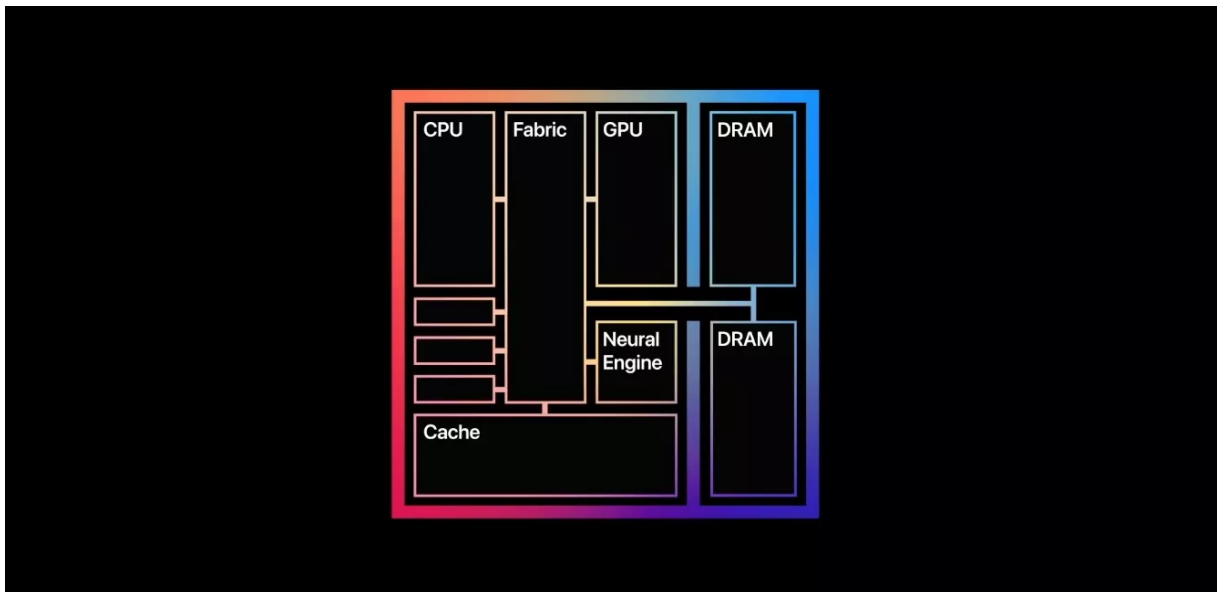 CPU
Fabric
GPU
DRAM
Neural
Engine
DRAM
Cache